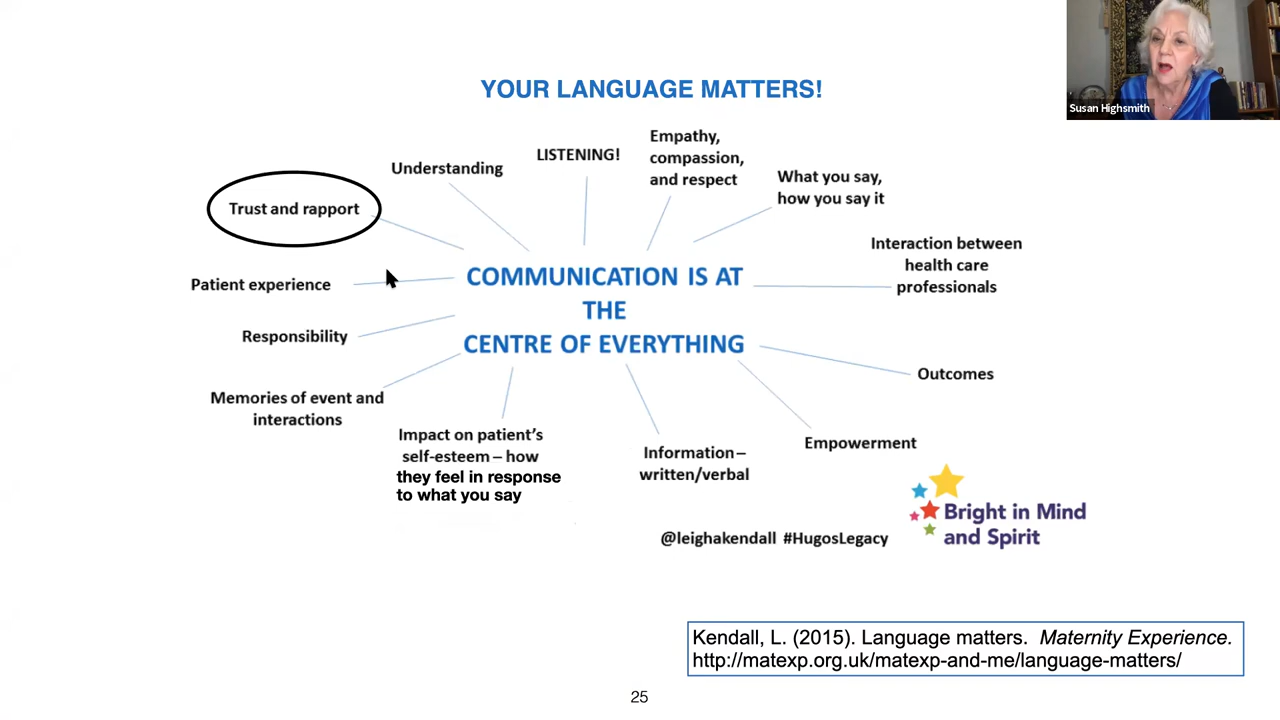 YOUR LANGUAGE MATTERS!
Susan Highsmith
Understanding
LISTENING!
Empathy,
compassion,
and respect
What you say,
how you say it
Trust and rapport
Interaction between
health care
professionals
Patient experience
COMMUNICATION IS AT
THE
CENTRE OF EVERYTHING
Responsibility
Outcomes
Memories of event and
interactions
Impact on patient's
self-esteem – how
they feel in response
to what you say
Information –
written/verbal
Empowerment
Bright in Mind
and Spirit
@leighakendall #HugosLegacy
Kendall, L. (2015). Language matters. Maternity Experience.
http://matexp.org.uk/matexp-and-me/language-matters/
25